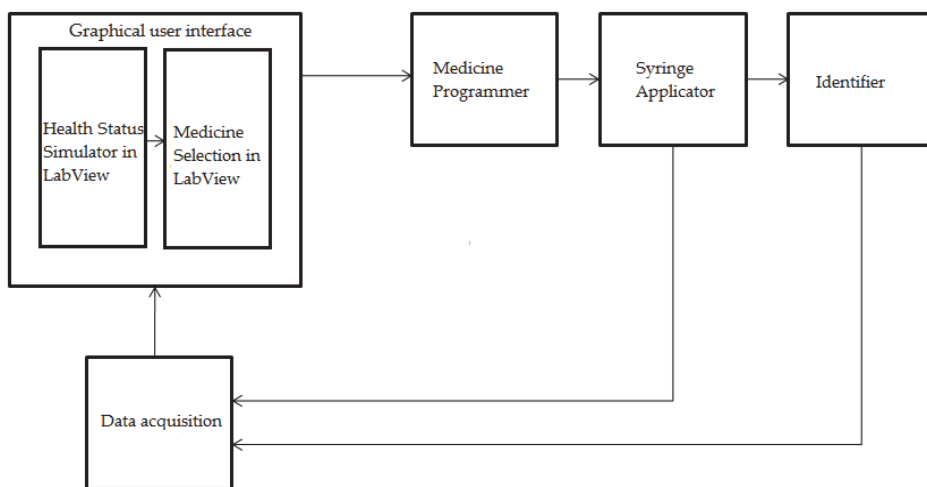 Graphical user interface
Health Status
Simulator in
LabView
Medicine
Selection in
LabView
Medicine
Programmer
Syringe
Applicator
Identifier
Data acquisition